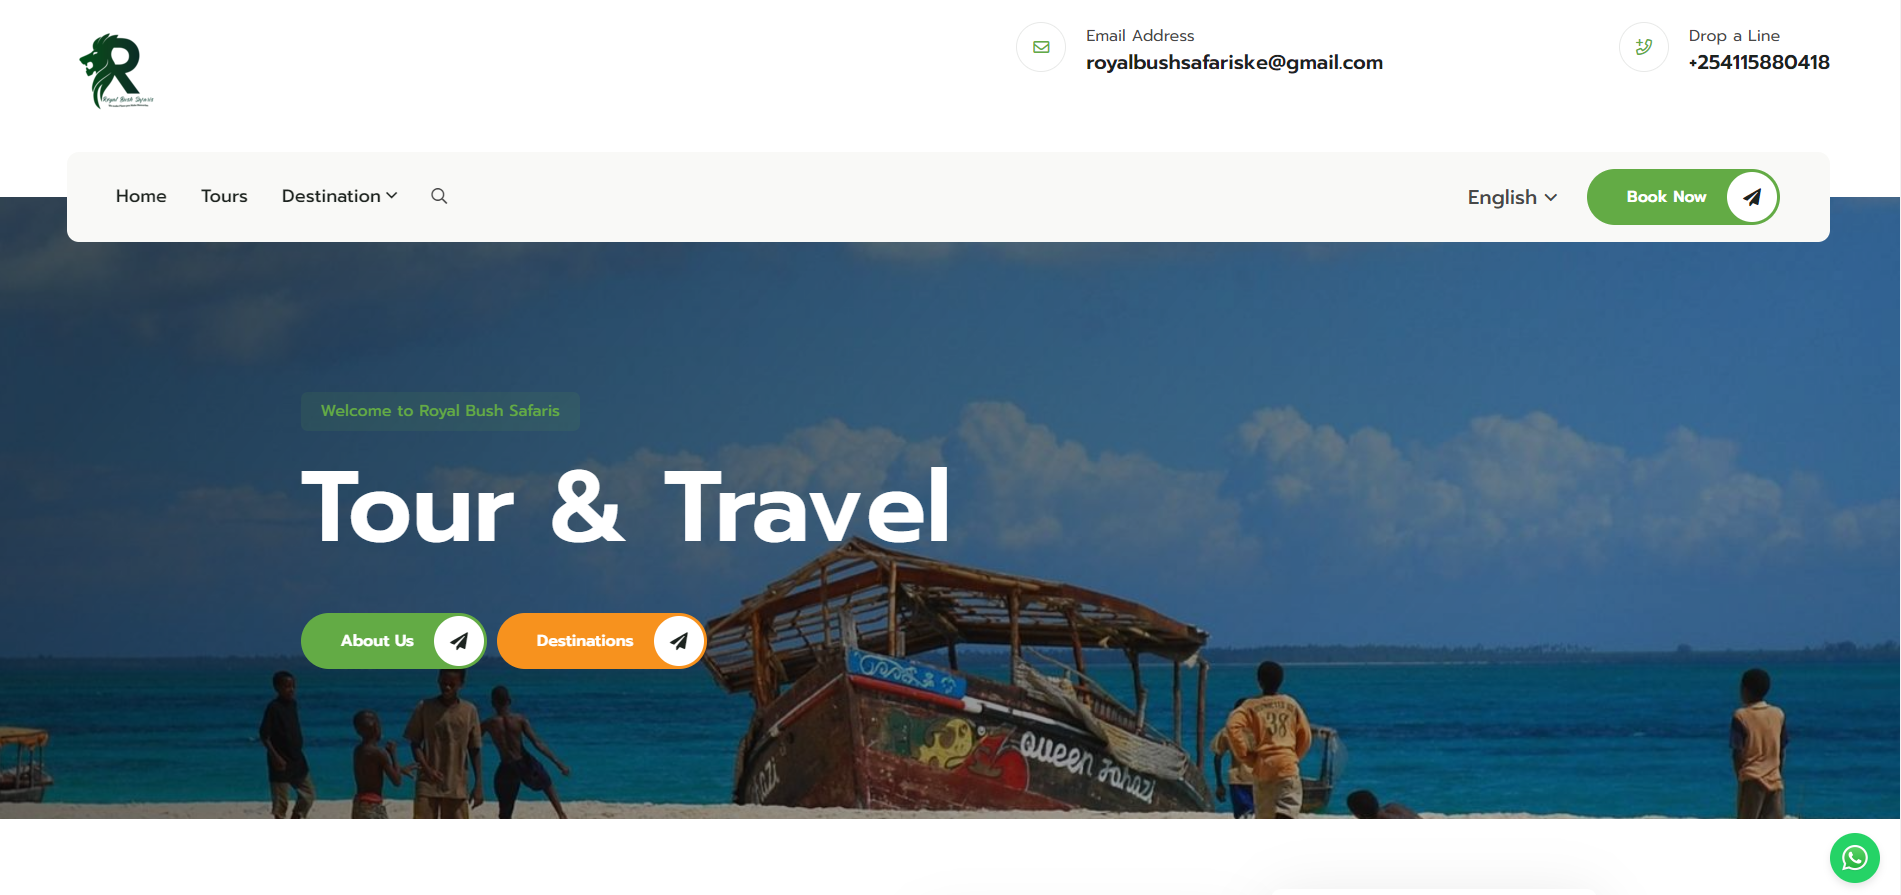 R
Royal Bush Safaris
Email Address
royalbushsafariske@gmail.com
Drop a Line
+254115880418
Home
Tours
Destination
English
Book Now
Welcome to Royal Bush Safaris
Tour & Travel
About Us
Destinations
QUEEN JAHAZI
38